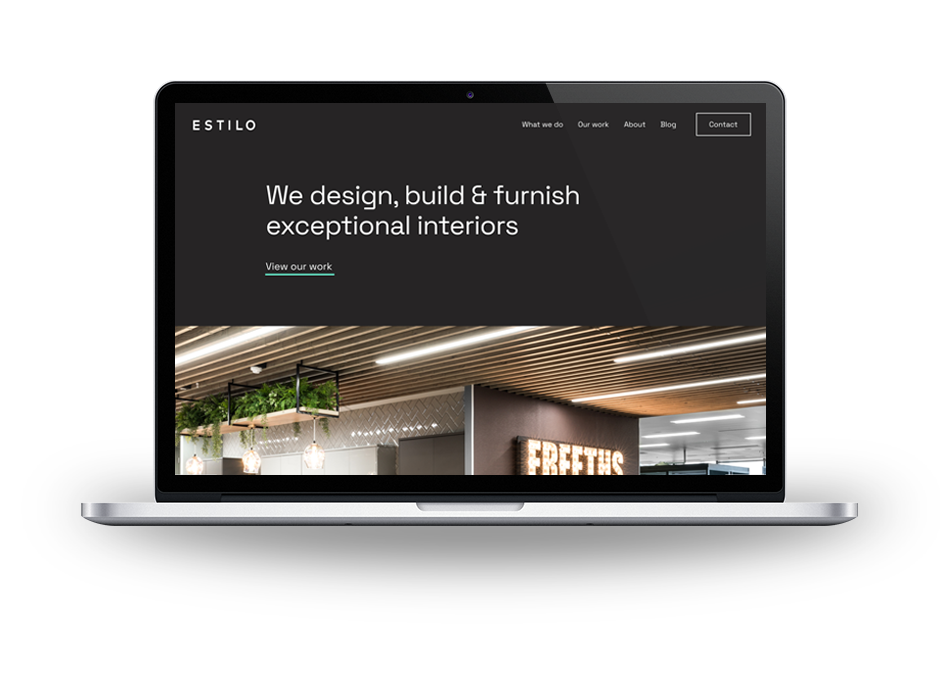 ESTILO
What we do
Our work
About
Blog
Contact
We design, build & furnish
exceptional interiors
View our work
FREETHS